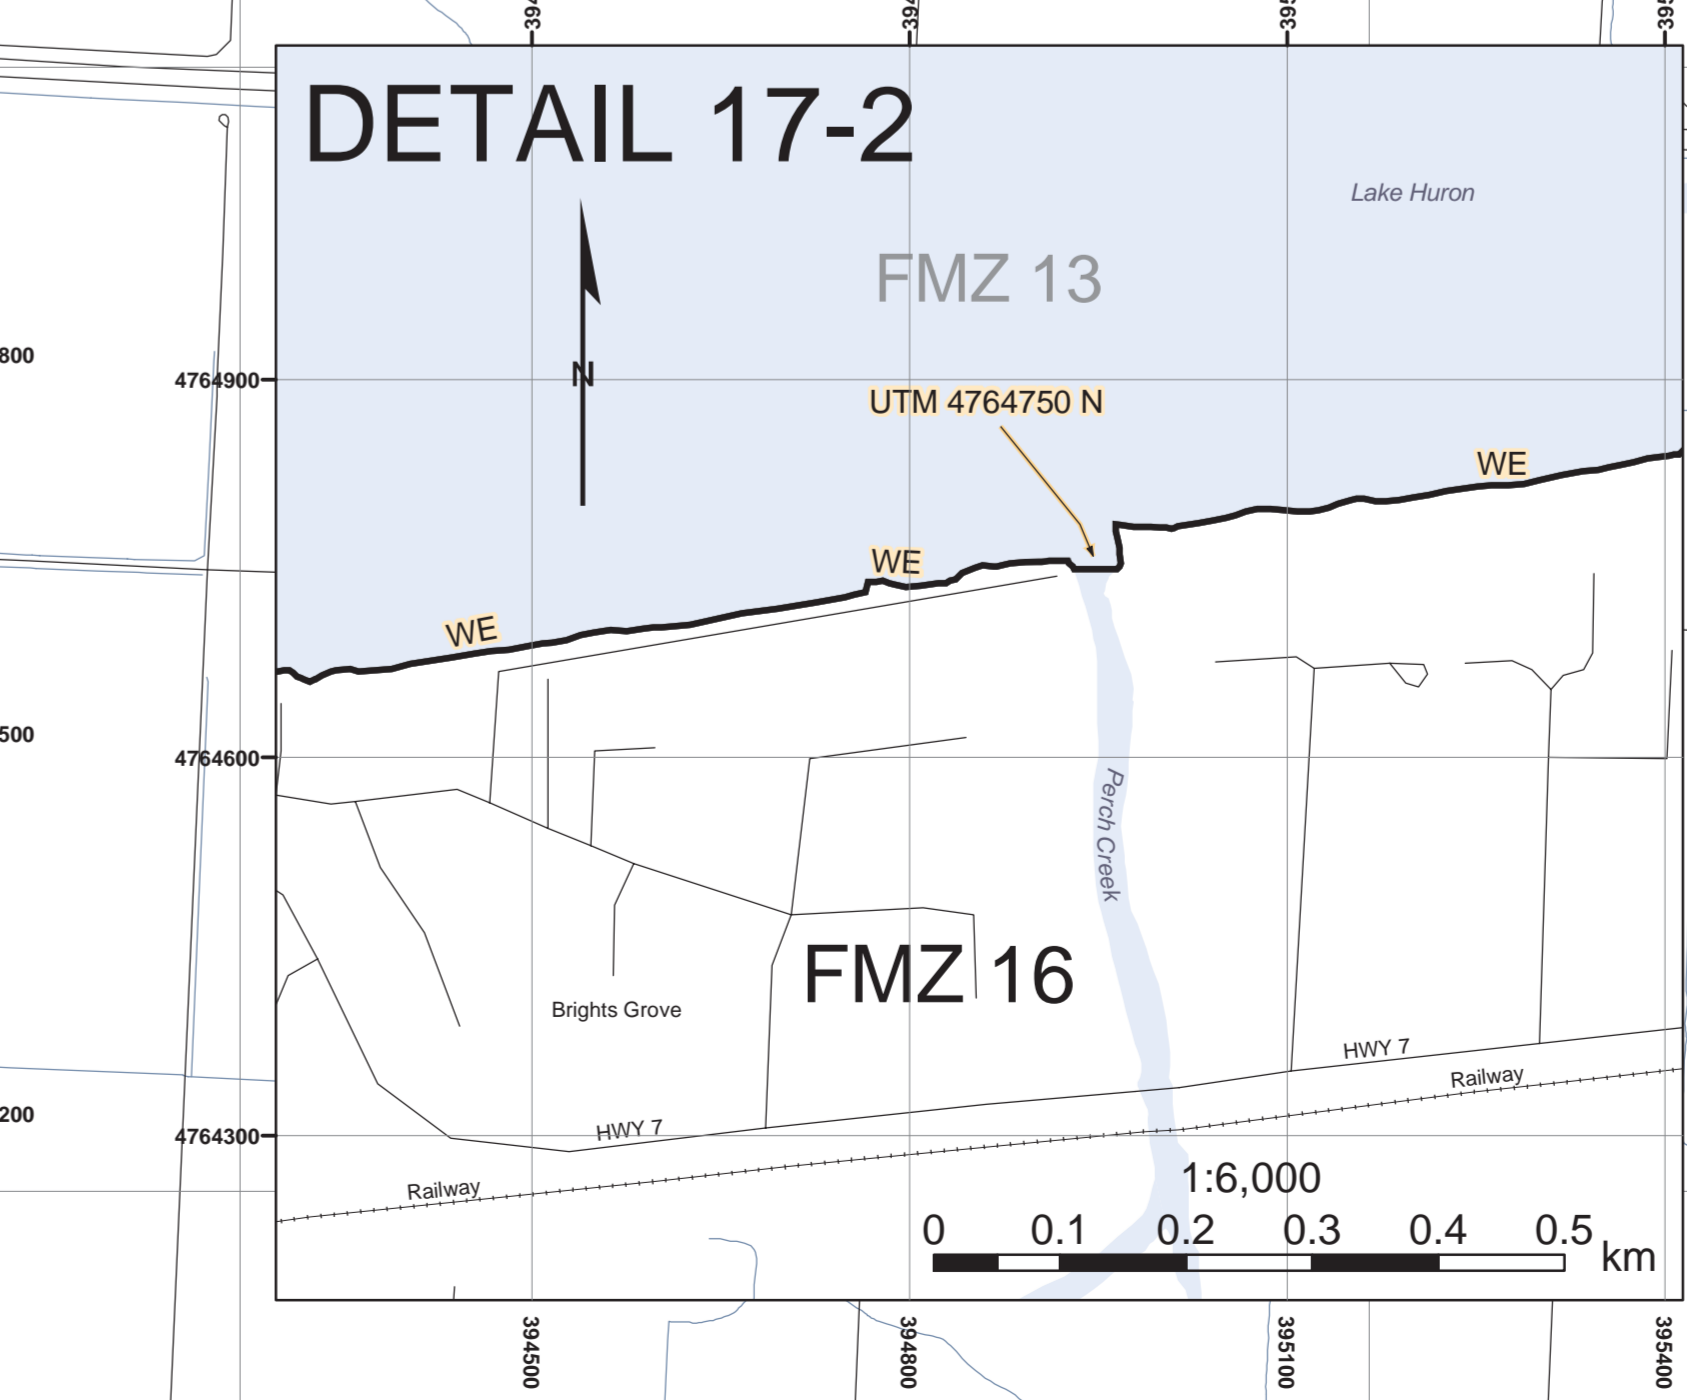 DETAIL 17-2
Lake Huron
FMZ 13
800
4764900
N
UTM 4764750 N
WE
WE
WE
500
4764600
Perch Creek
FMZ 16
Brights Grove
HWY 7
Railway
200
4764300
HWY 7
Railway
1:6,000
0 0.1 0.2 0.3 0.4 0.5 km
394500
394800
395100
395400